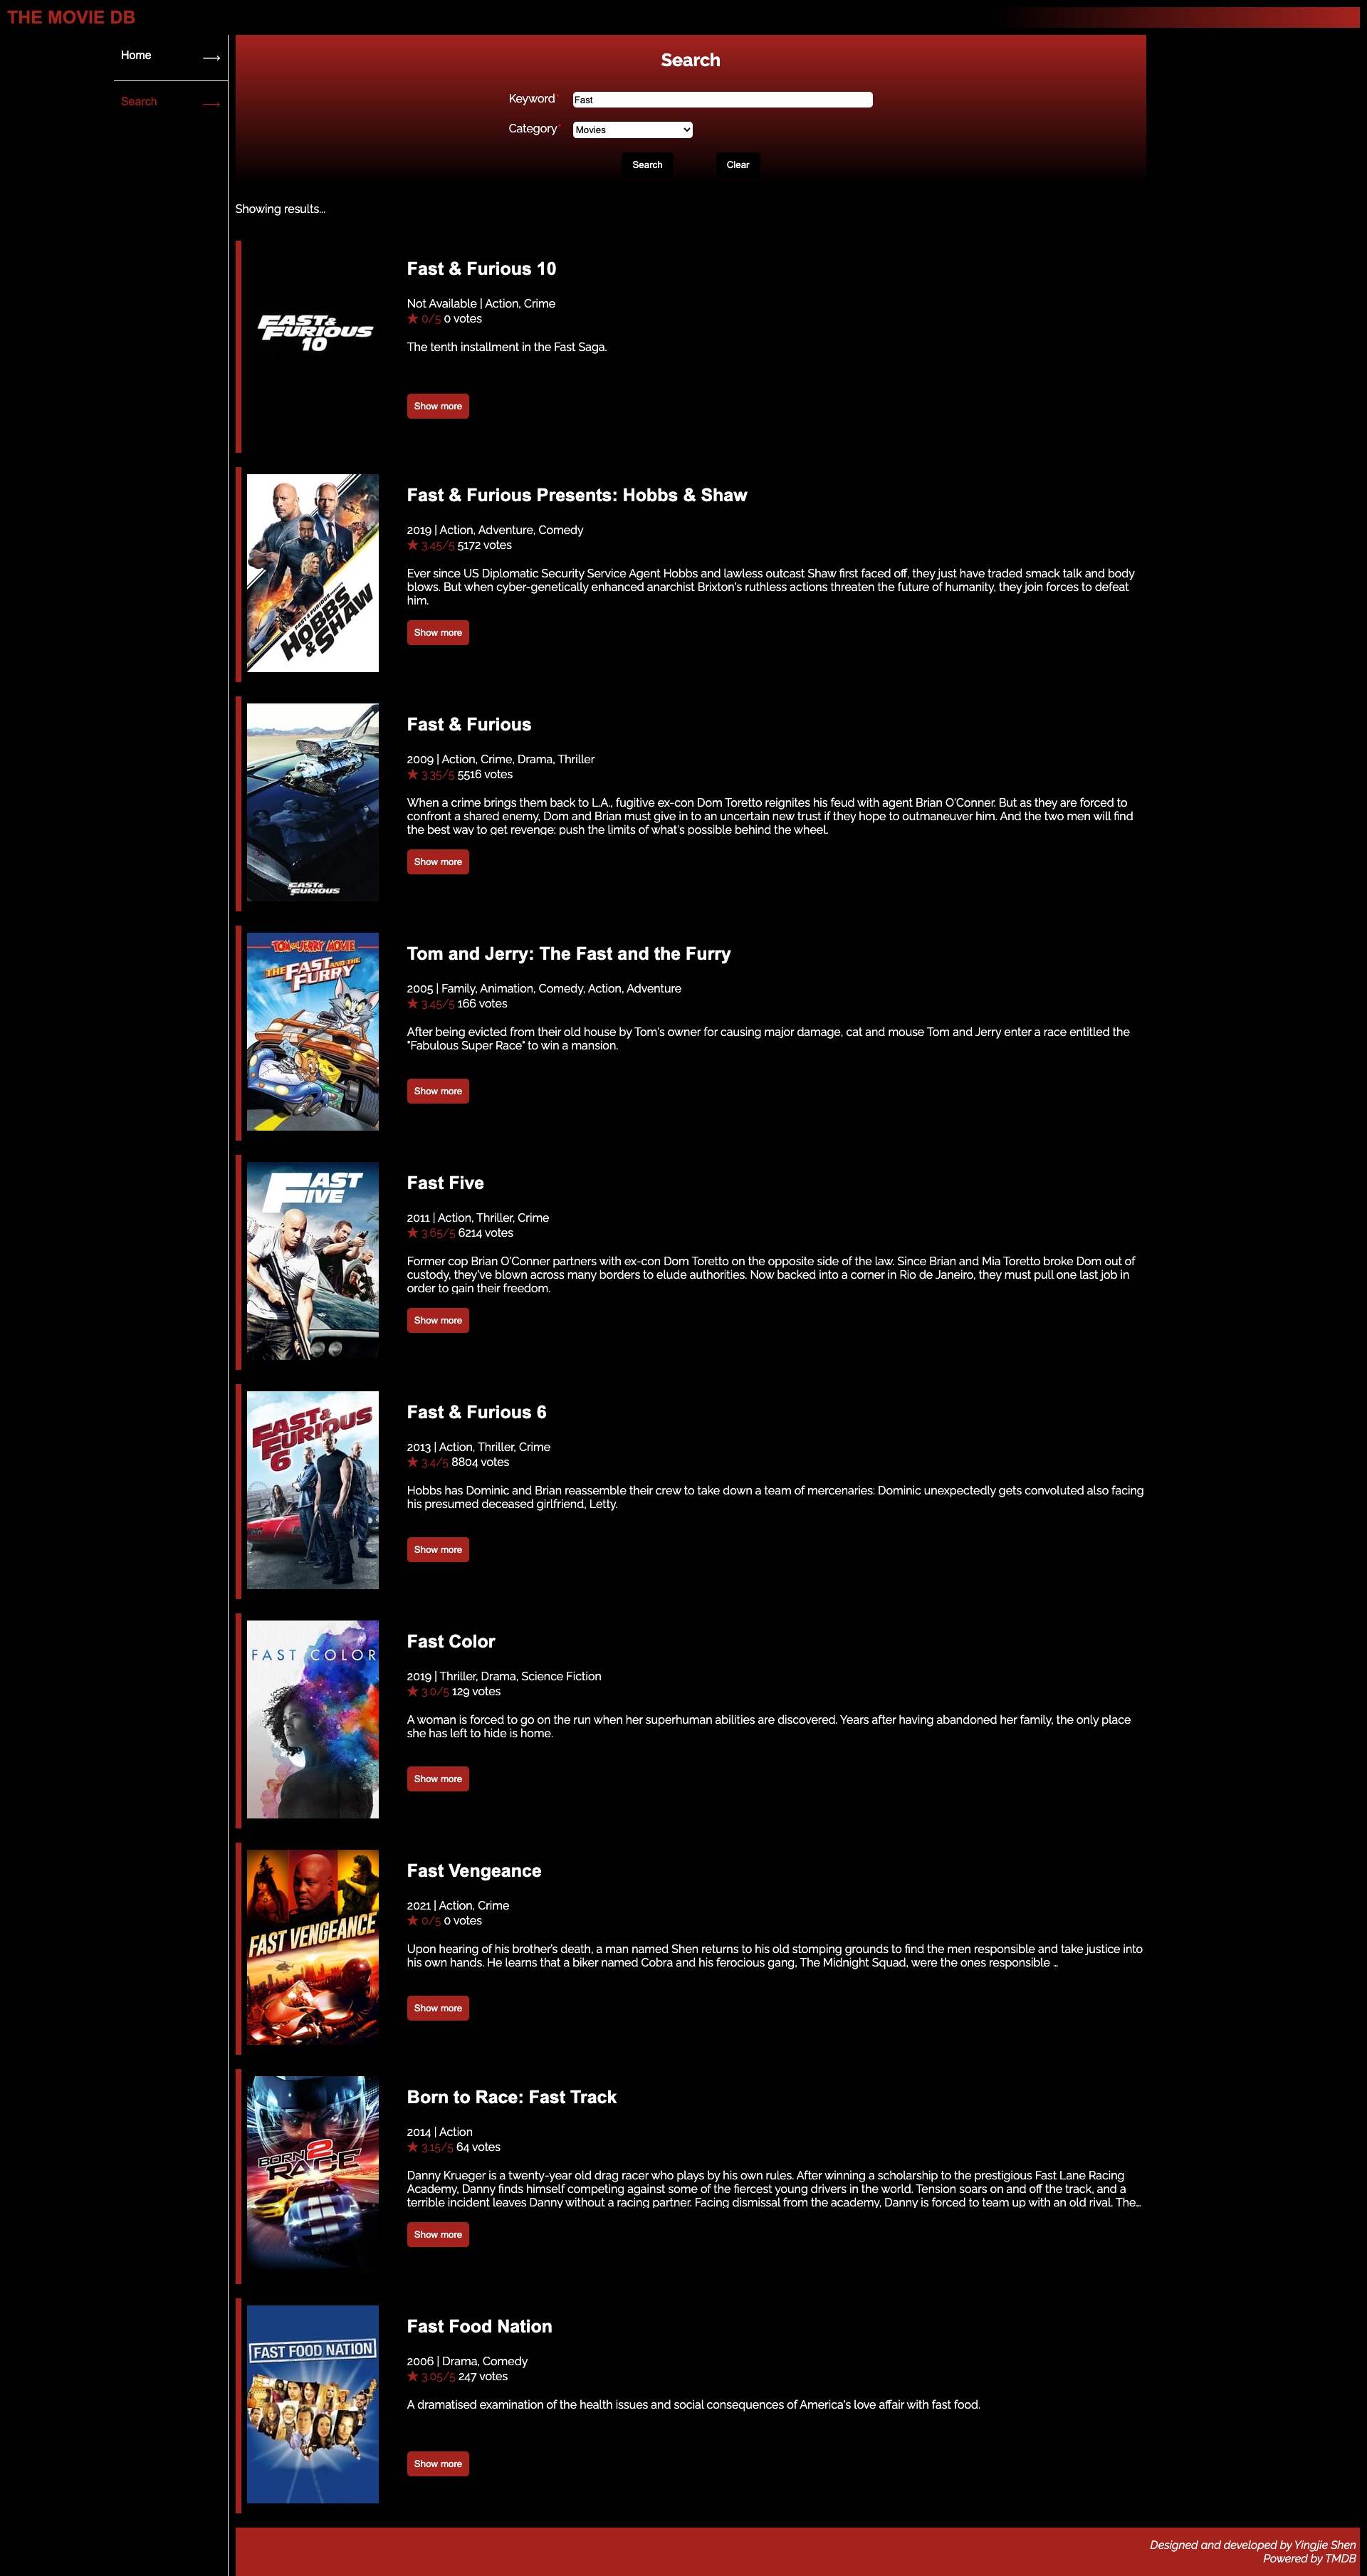 THE MOVIE DB
Home
Search
Search
Keyword*
Fast
Category*
Movies
Search Clear
Showing results...
FAST & FURIOUS 10
Fast & Furious 10
Not Available | Action, Crime
★ 0/5 0 votes
The tenth installment in the Fast Saga.
Show more
FAST & FURIOUS
HOBBS
& SHAW
Fast & Furious Presents: Hobbs & Shaw
2019 | Action, Adventure, Comedy
★ 3.45/5 5172 votes
Ever since US Diplomatic Security Service Agent Hobbs and lawless outcast Shaw first faced off, they just have traded smack talk and body
blows. But when cyber-genetically enhanced anarchist Brixton's ruthless actions threaten the future of humanity, they join forces to defeat
him.
Show more
FAST &
FURIOUS
Fast & Furious
2009 | Action, Crime, Drama, Thriller
★ 3.35/5 5516 votes
When a crime brings them back to L.A., fugitive ex-con Dom Toretto reignites his feud with agent Brian O'Conner. But as they are forced to
confront a shared enemy, Dom and Brian must give in to an uncertain new trust if they hope to outmaneuver him. And the two men will find
the best way to get revenge: push the limits of what's possible behind the wheel.
Show more
TOM AND JERRY MOVIE
THE FAST AND THE
FURRY
Tom and Jerry: The Fast and the Furry
2005 | Family, Animation, Comedy, Action, Adventure
★ 3.45/5 166 votes
After being evicted from their old house by Tom's owner for causing major damage, cat and mouse Tom and Jerry enter a race entitled the
"Fabulous Super Race" to win a mansion.
Show more
FAST
FIVE
Fast Five
2011 | Action, Thriller, Crime
★ 3.65/5 6214 votes
Former cop Brian O'Conner partners with ex-con Dom Toretto on the opposite side of the law. Since Brian and Mia Toretto broke Dom out of
custody, they've blown across many borders to elude authorities. Now backed into a corner in Rio de Janeiro, they must pull one last job in
order to gain their freedom.
Show more
FAST &
FURIOUS
6
Fast & Furious 6
2013 | Action, Thriller, Crime
★ 3.4/5 8804 votes
Hobbs has Dominic and Brian reassemble their crew to take down a team of mercenaries: Dominic unexpectedly gets convoluted also facing
his presumed deceased girlfriend, Letty.
Show more
FAST COLOR
Fast Color
2019 | Thriller, Drama, Science Fiction
★ 3.0/5 129 votes
A woman is forced to go on the run when her superhuman abilities are discovered. Years after having abandoned her family, the only place
she has left to hide is home.
Show more
FAST VENGEANCE
Fast Vengeance
2021 | Action, Crime
★ 0/5 0 votes
Upon hearing of his brother's death, a man named Shen returns to his old stomping grounds to find the men responsible and take justice into
his own hands. He learns that a biker named Cobra and his ferocious gang, The Midnight Squad, were the ones responsible ...
Show more
BORN 2
RACE
Born to Race: Fast Track
2014 | Action
★ 3.15/5 64 votes
Danny Krueger is a twenty-year old drag racer who plays by his own rules. After winning a scholarship to the prestigious Fast Lane Racing
Academy, Danny finds himself competing against some of the fiercest young drivers in the world. Tension soars on and off the track, and a
terrible incident leaves Danny without a racing partner. Facing dismissal from the academy, Danny is forced to team up with an old rival. The...
Show more
FAST FOOD NATION
Fast Food Nation
2006 | Drama, Comedy
★ 3.05/5 247 votes
A dramatised examination of the health issues and social consequences of America's love affair with fast food.
Show more
Designed and developed by Yingjie Shen
Powered by TMDB